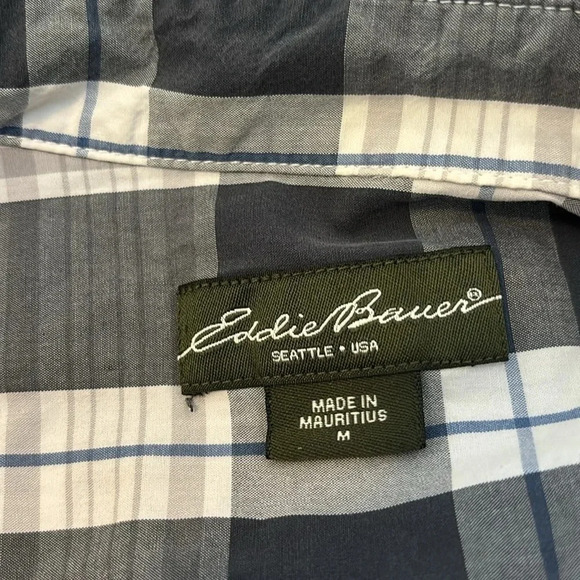 Eddie Bauer®
SEATTLE • USA
MADE IN
MAURITIUS
M